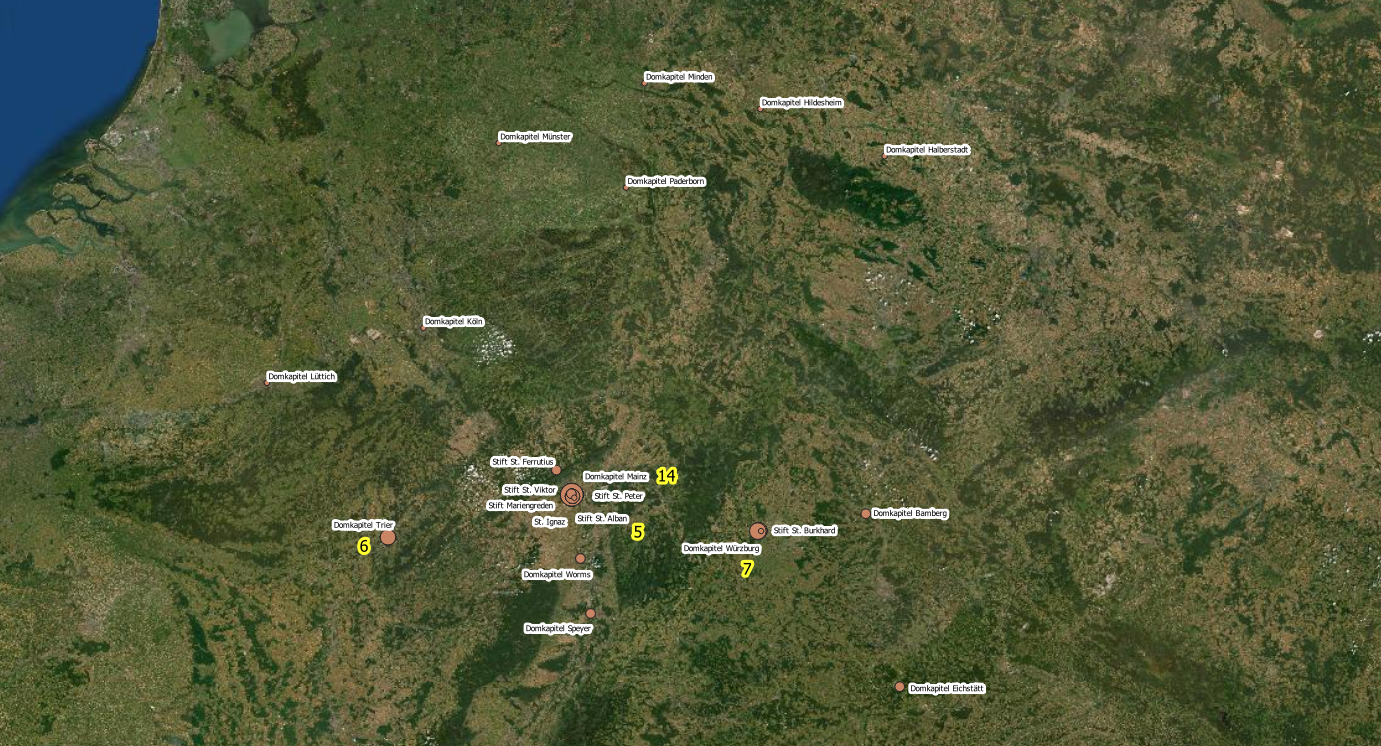 Domkapitel Minden
Domkapitel Hildesheim
Domkapitel Münster
Domkapitel Halberstadt
Domkapitel Paderborn
Domkapitel Köln
Domkapitel Lüttich
Stift St. Ferrutius
Domkapitel Mainz 14
Stift St. Viktor
Stift St. Peter
Stift Mariengreden
Domkapitel Bamberg
Stift St. Alban
St. Ignaz
Domkapitel Trier
5
Stift St. Burkhard
6
Domkapitel Würzburg
7
Domkapitel Worms
Domkapitel Speyer
Domkapitel Eichstätt